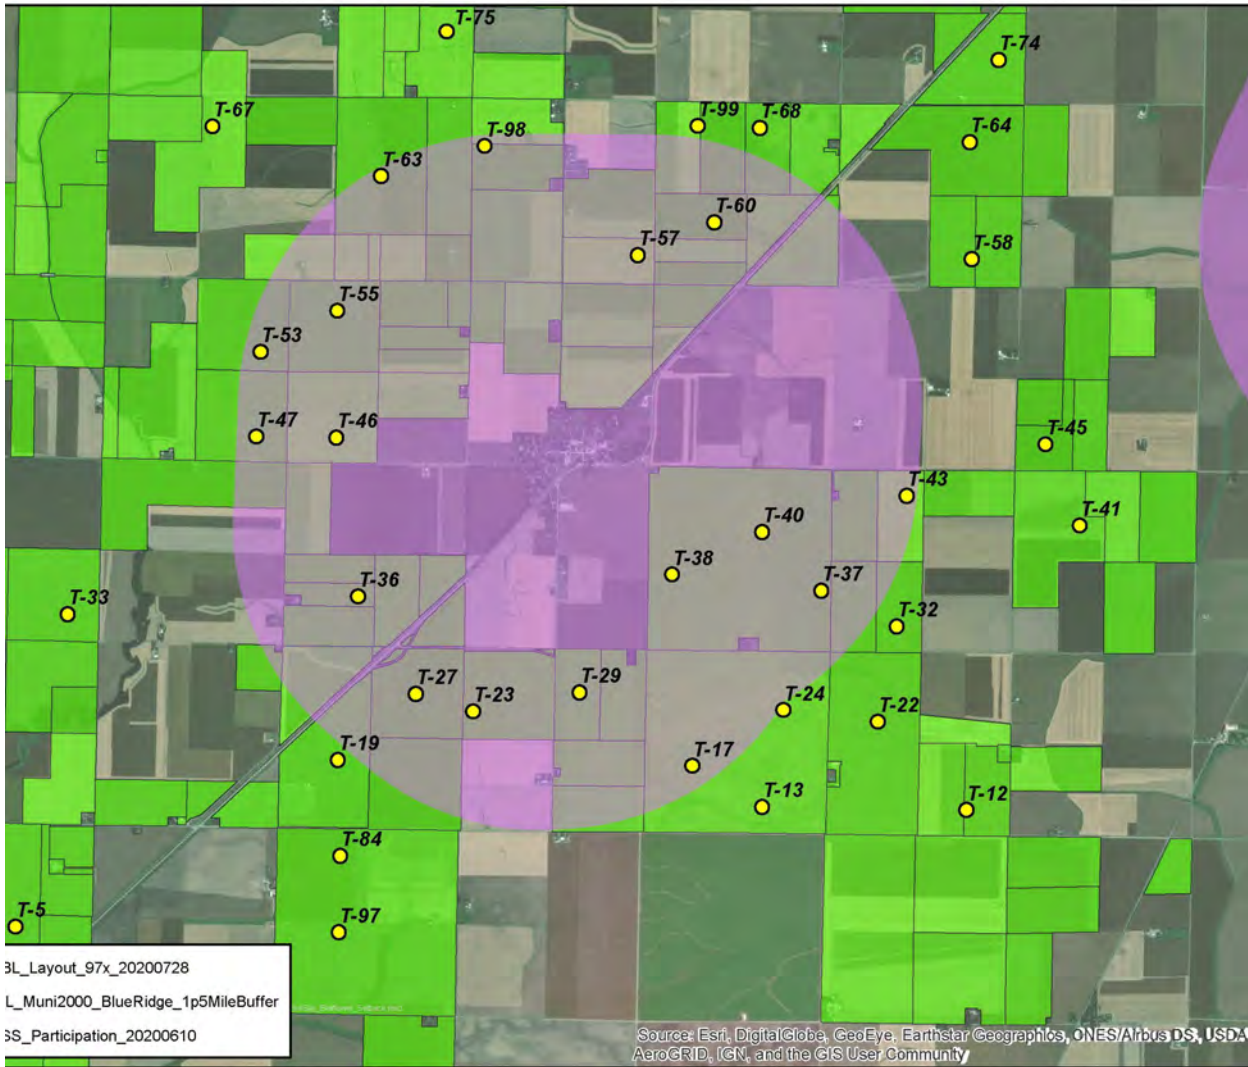 T-75
T-74
T-67
T-99
T-68
T-64
T-98
T-63
T-60
T-57
T-58
T-55
T-53
T-47
T-46
T-45
T-43
T-40
T-41
T-38
T-37
T-36
T-33
T-32
T-27
T-23
T-29
T-24
T-22
T-19
T-17
T-13
T-12
T-84
T-5
T-97
BL_Layout_97x_20200728
L_Muni2000_BlueRidge_1p5MileBuffer
SS_Participation_20200610
Source: Esri, DigitalGlobe, GeoEye, Earthstar Geographics, CNES/Airbus DS, USDA
AeroGRID, IGN, and the GIS User Community